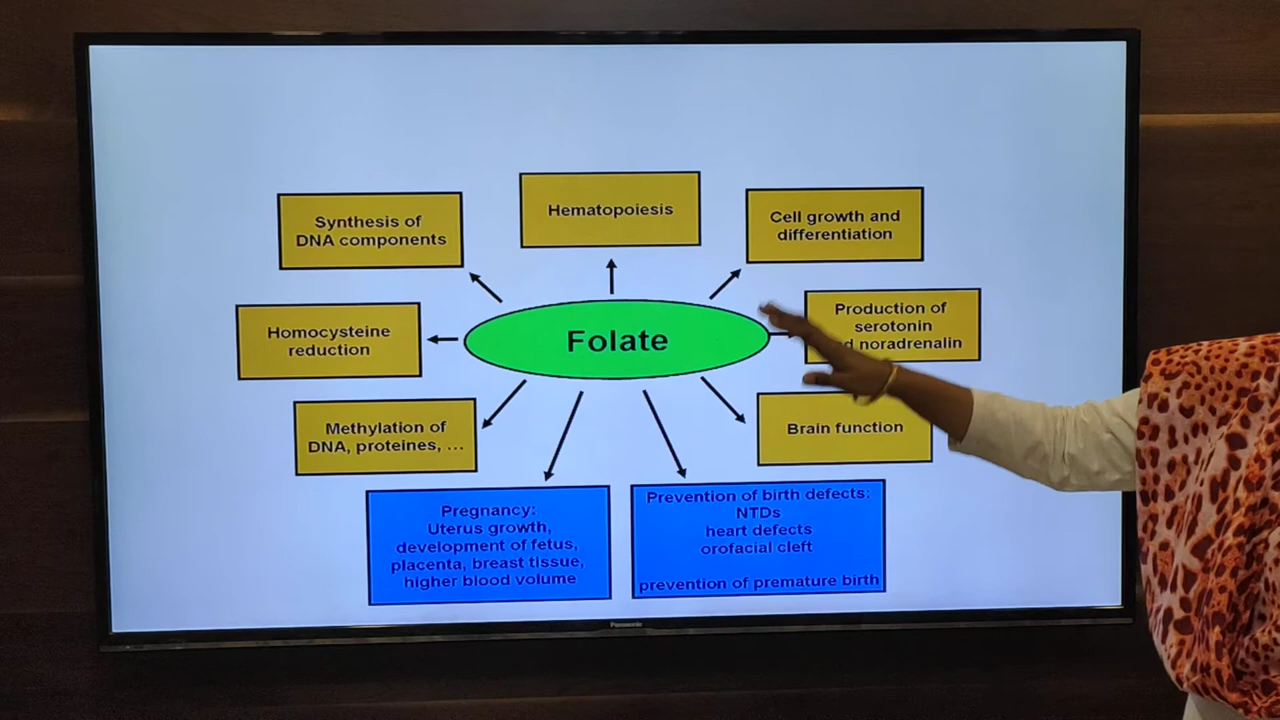 Hematopoiesis
Synthesis of
DNA components
Cell growth and
differentiation
Homocysteine
reduction
Folate
Production of
serotonin
noradrenalin
Methylation of
DNA, proteines, ...
Brain function
Pregnancy:
Uterus growth,
development of fetus,
placenta, breast tissue,
higher blood volume
Prevention of birth defects:
NTDs
heart defects
orofacial cleft
prevention of premature birth
Panasonic